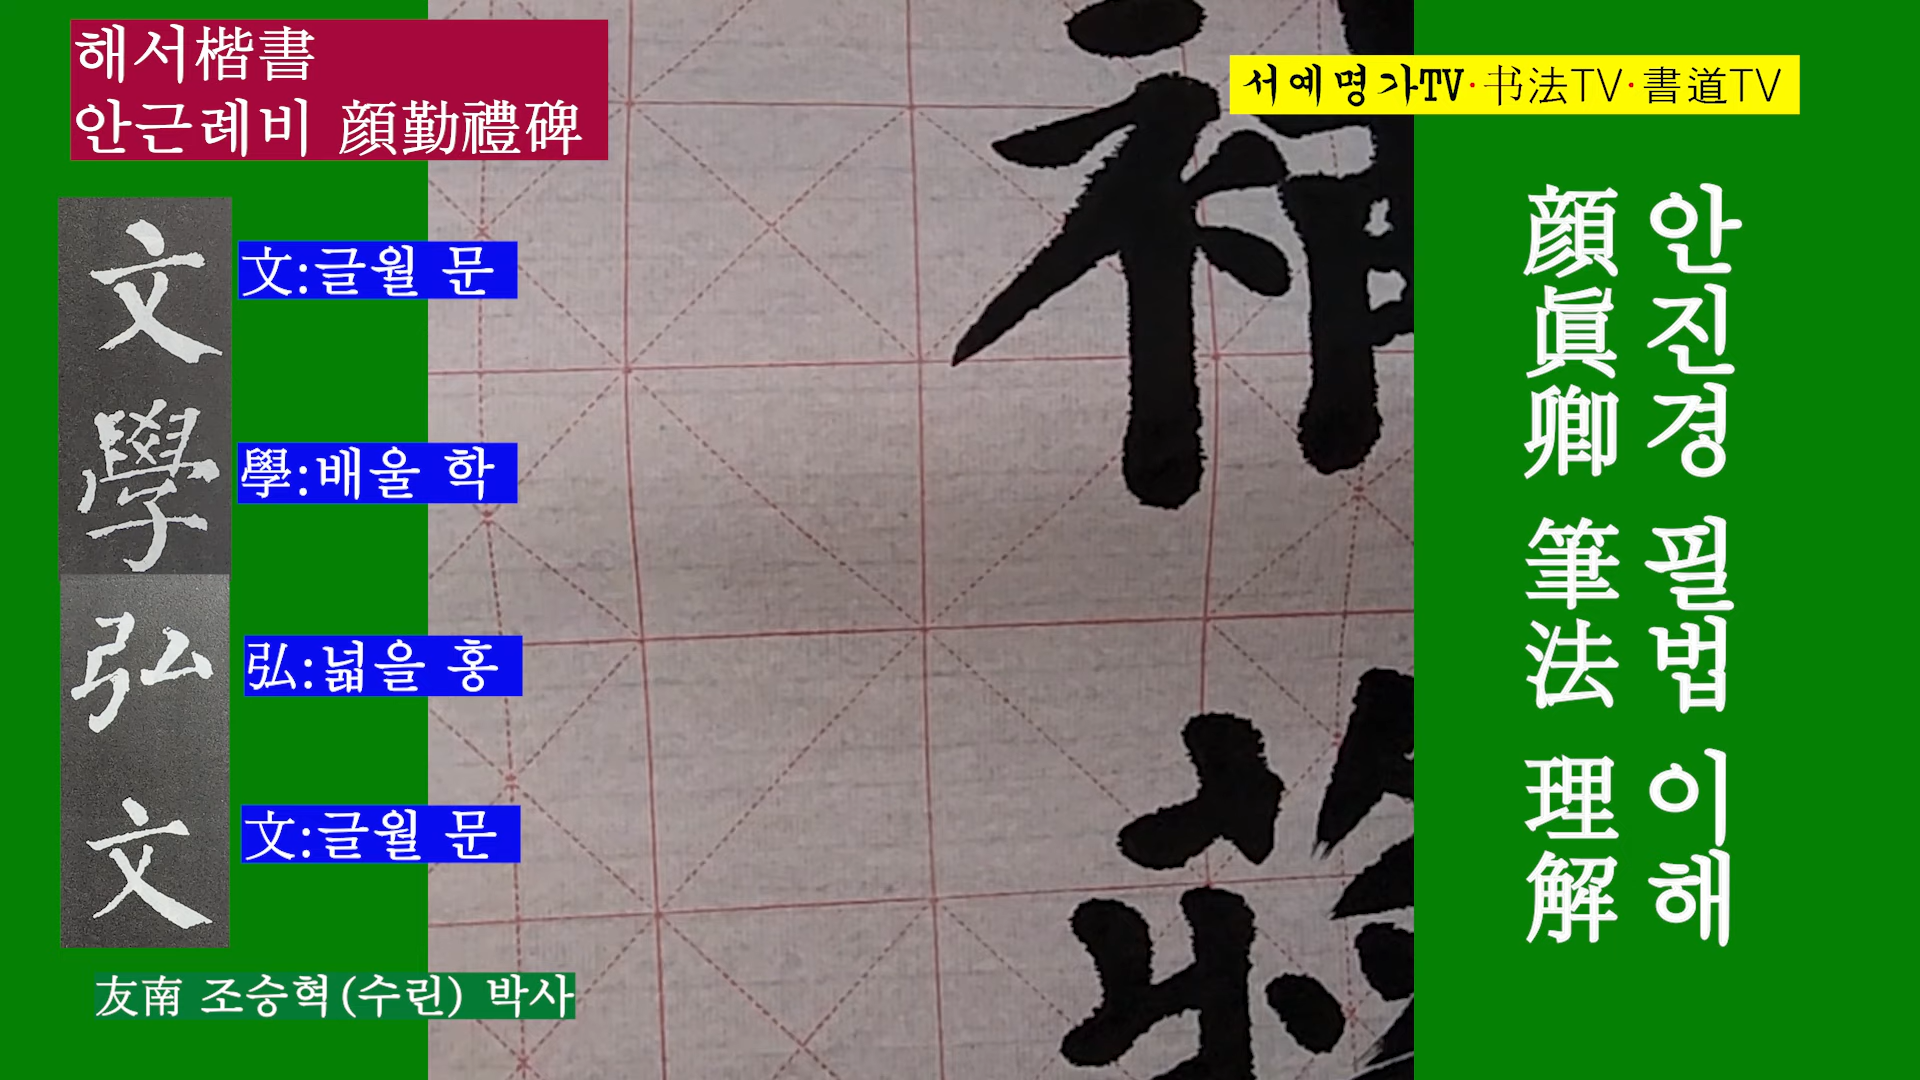 해서楷書
안근례비 顔勤禮碑
서예명가TV·书法TV·書道TV
文
學
弘
文
文:글월 문
學:배울 학
弘:넓을 홍
文:글월 문
안진경 필법 이해
顔眞卿 筆法 理解
友南 조승혁(수린) 박사